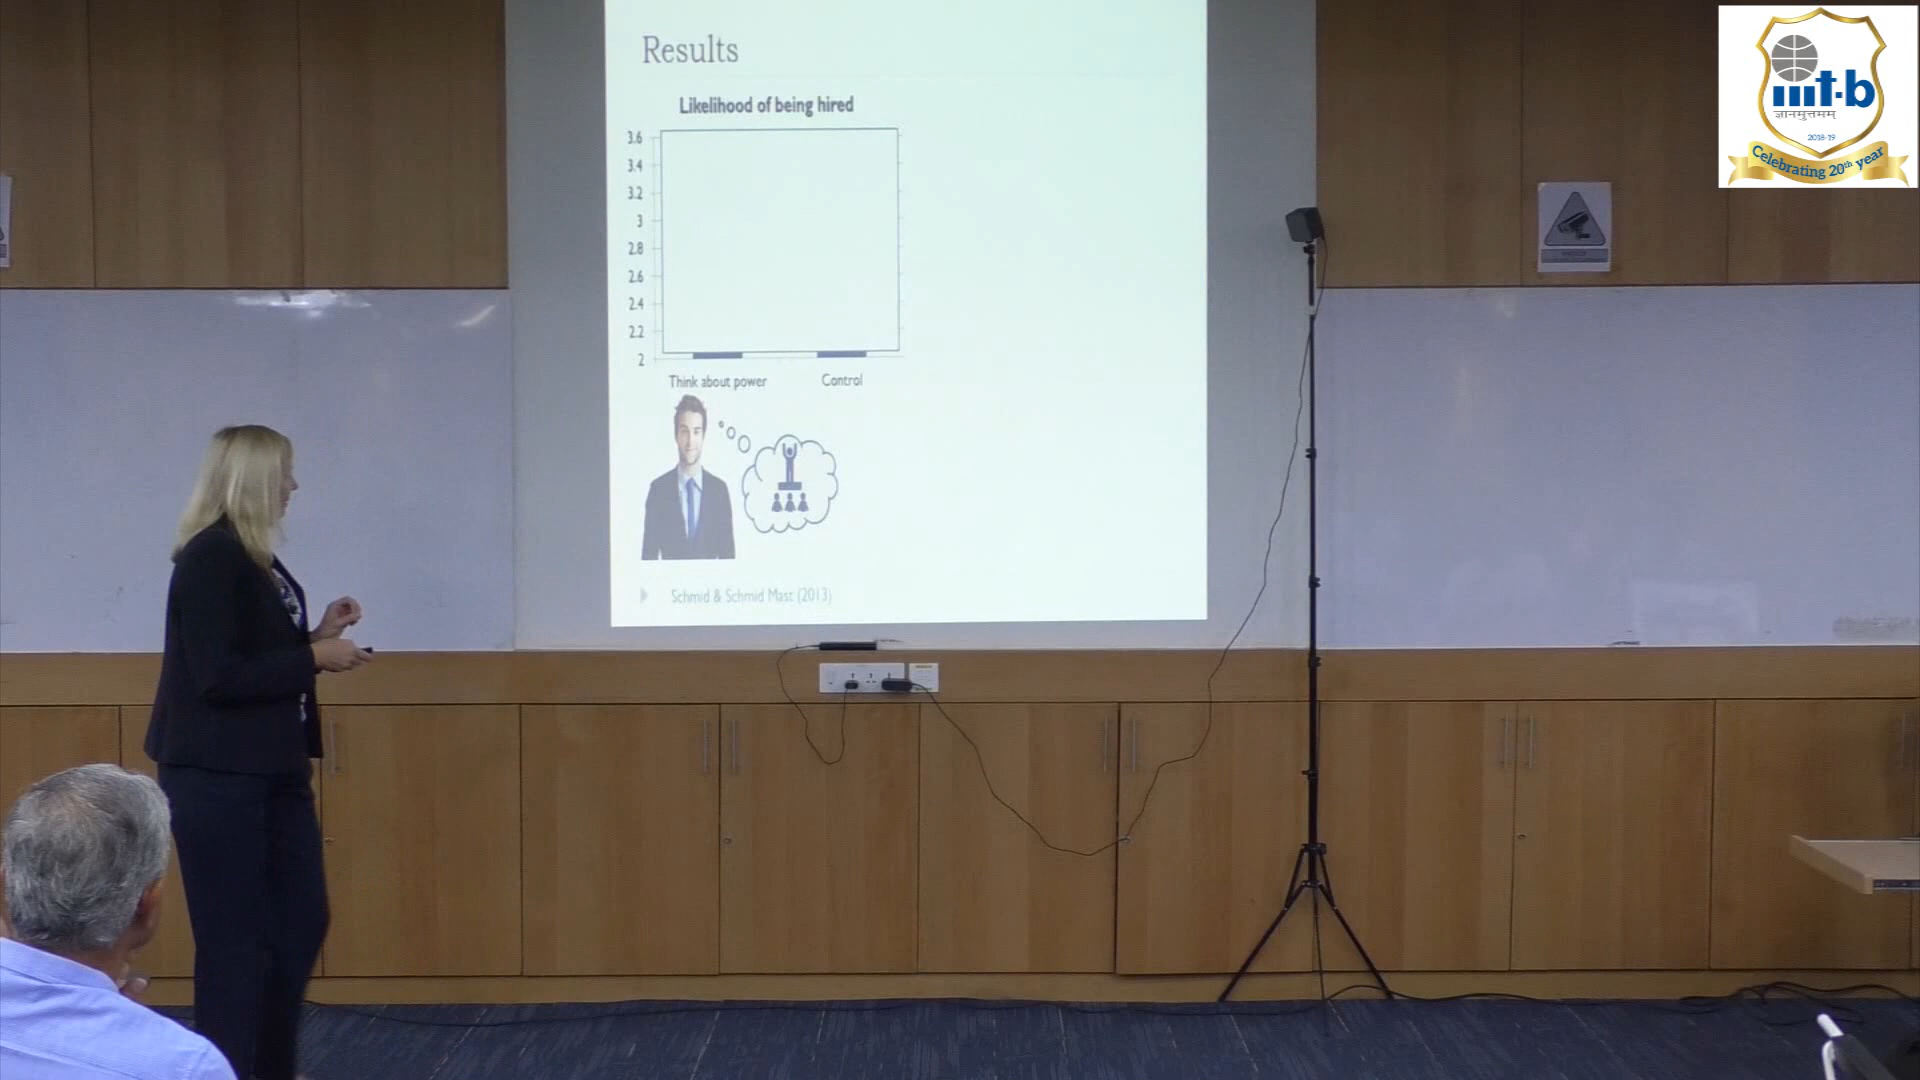 Results
Likelihood of being hired
3.6
3.4
3.2
3
2.8
2.6
2.4
2.2
2
Think about power
Control
Schmid & Schmid Mast (2013)
iiit-b
ज्ञानमुत्तमम्
2018-19
Celebrating 20th year